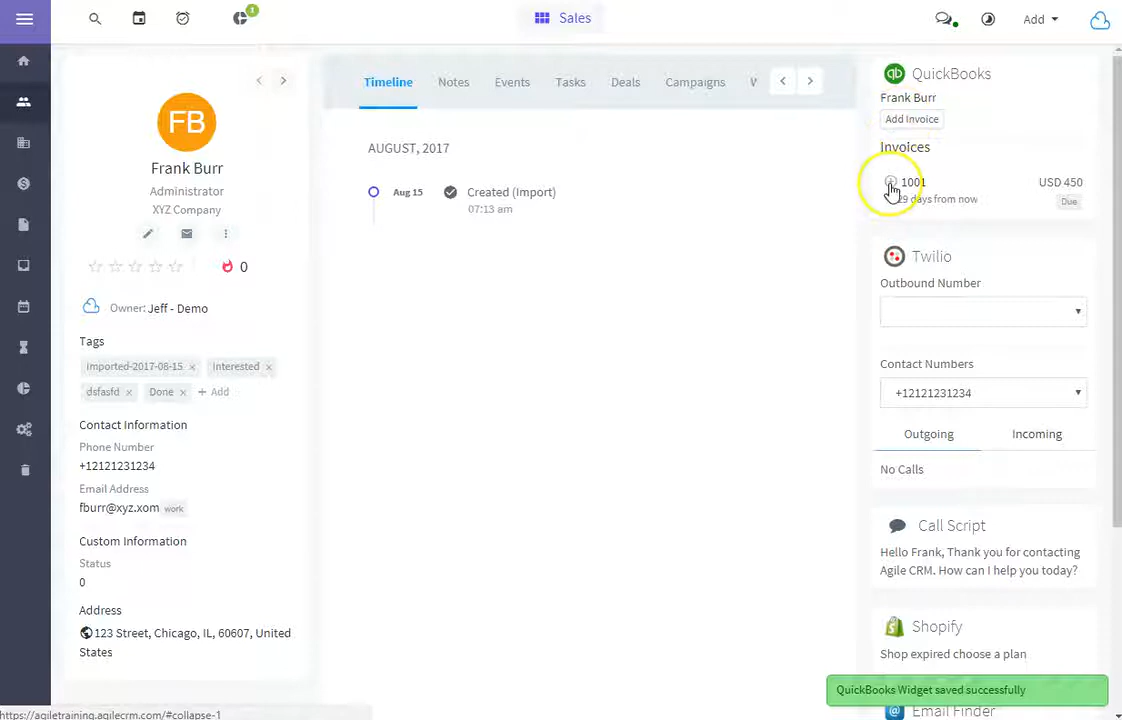 1
Sales
Add
FB
Frank Burr
Administrator
XYZ Company
0
Owner: Jeff - Demo
Tags
Imported-2017-08-15 ×
Interested ×
dsfasfd ×
Done ×
+ Add
Contact Information
Phone Number
+12121231234
Email Address
fburr@xyz.xom work
Custom Information
Status
0
Address
123 Street, Chicago, IL, 60607, United
States
Timeline
Notes
Events
Tasks
Deals
Campaigns
AUGUST, 2017
Aug 15
Created (Import)
07:13 am
qb
QuickBooks
Frank Burr
Add Invoice
Invoices
1001
USD 450
29 days from now
Due
Twilio
Outbound Number
Contact Numbers
+12121231234
Outgoing
Incoming
No Calls
Call Script
Hello Frank, Thank you for contacting
Agile CRM. How can I help you today?
Shopify
Shop expired choose a plan
QuickBooks Widget saved successfully
Email Finder
https://agiletraining.agilecrm.com/#collapse-1